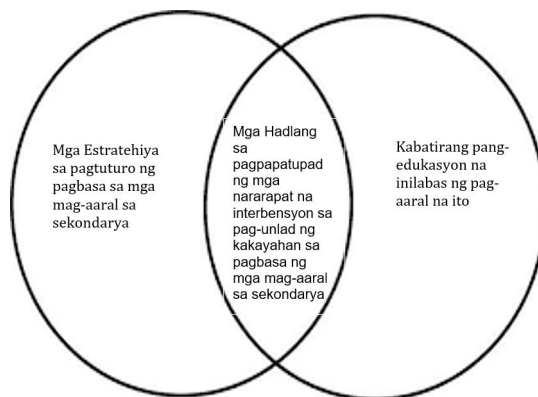 Mga Estratehiya
sa pagtuturo ng
pagbasa sa mga
mag-aaral sa
sekondarya
Mga Hadlang
sa
pagpapatupad
ng mga
nararapat na
interbensyon sa
pag-unlad ng
kakayahan sa
pagbasa ng
mga mag-aaral
sa sekondarya
Kabatirang pang-
edukasyon na
inilabas ng pag-
aaral na ito